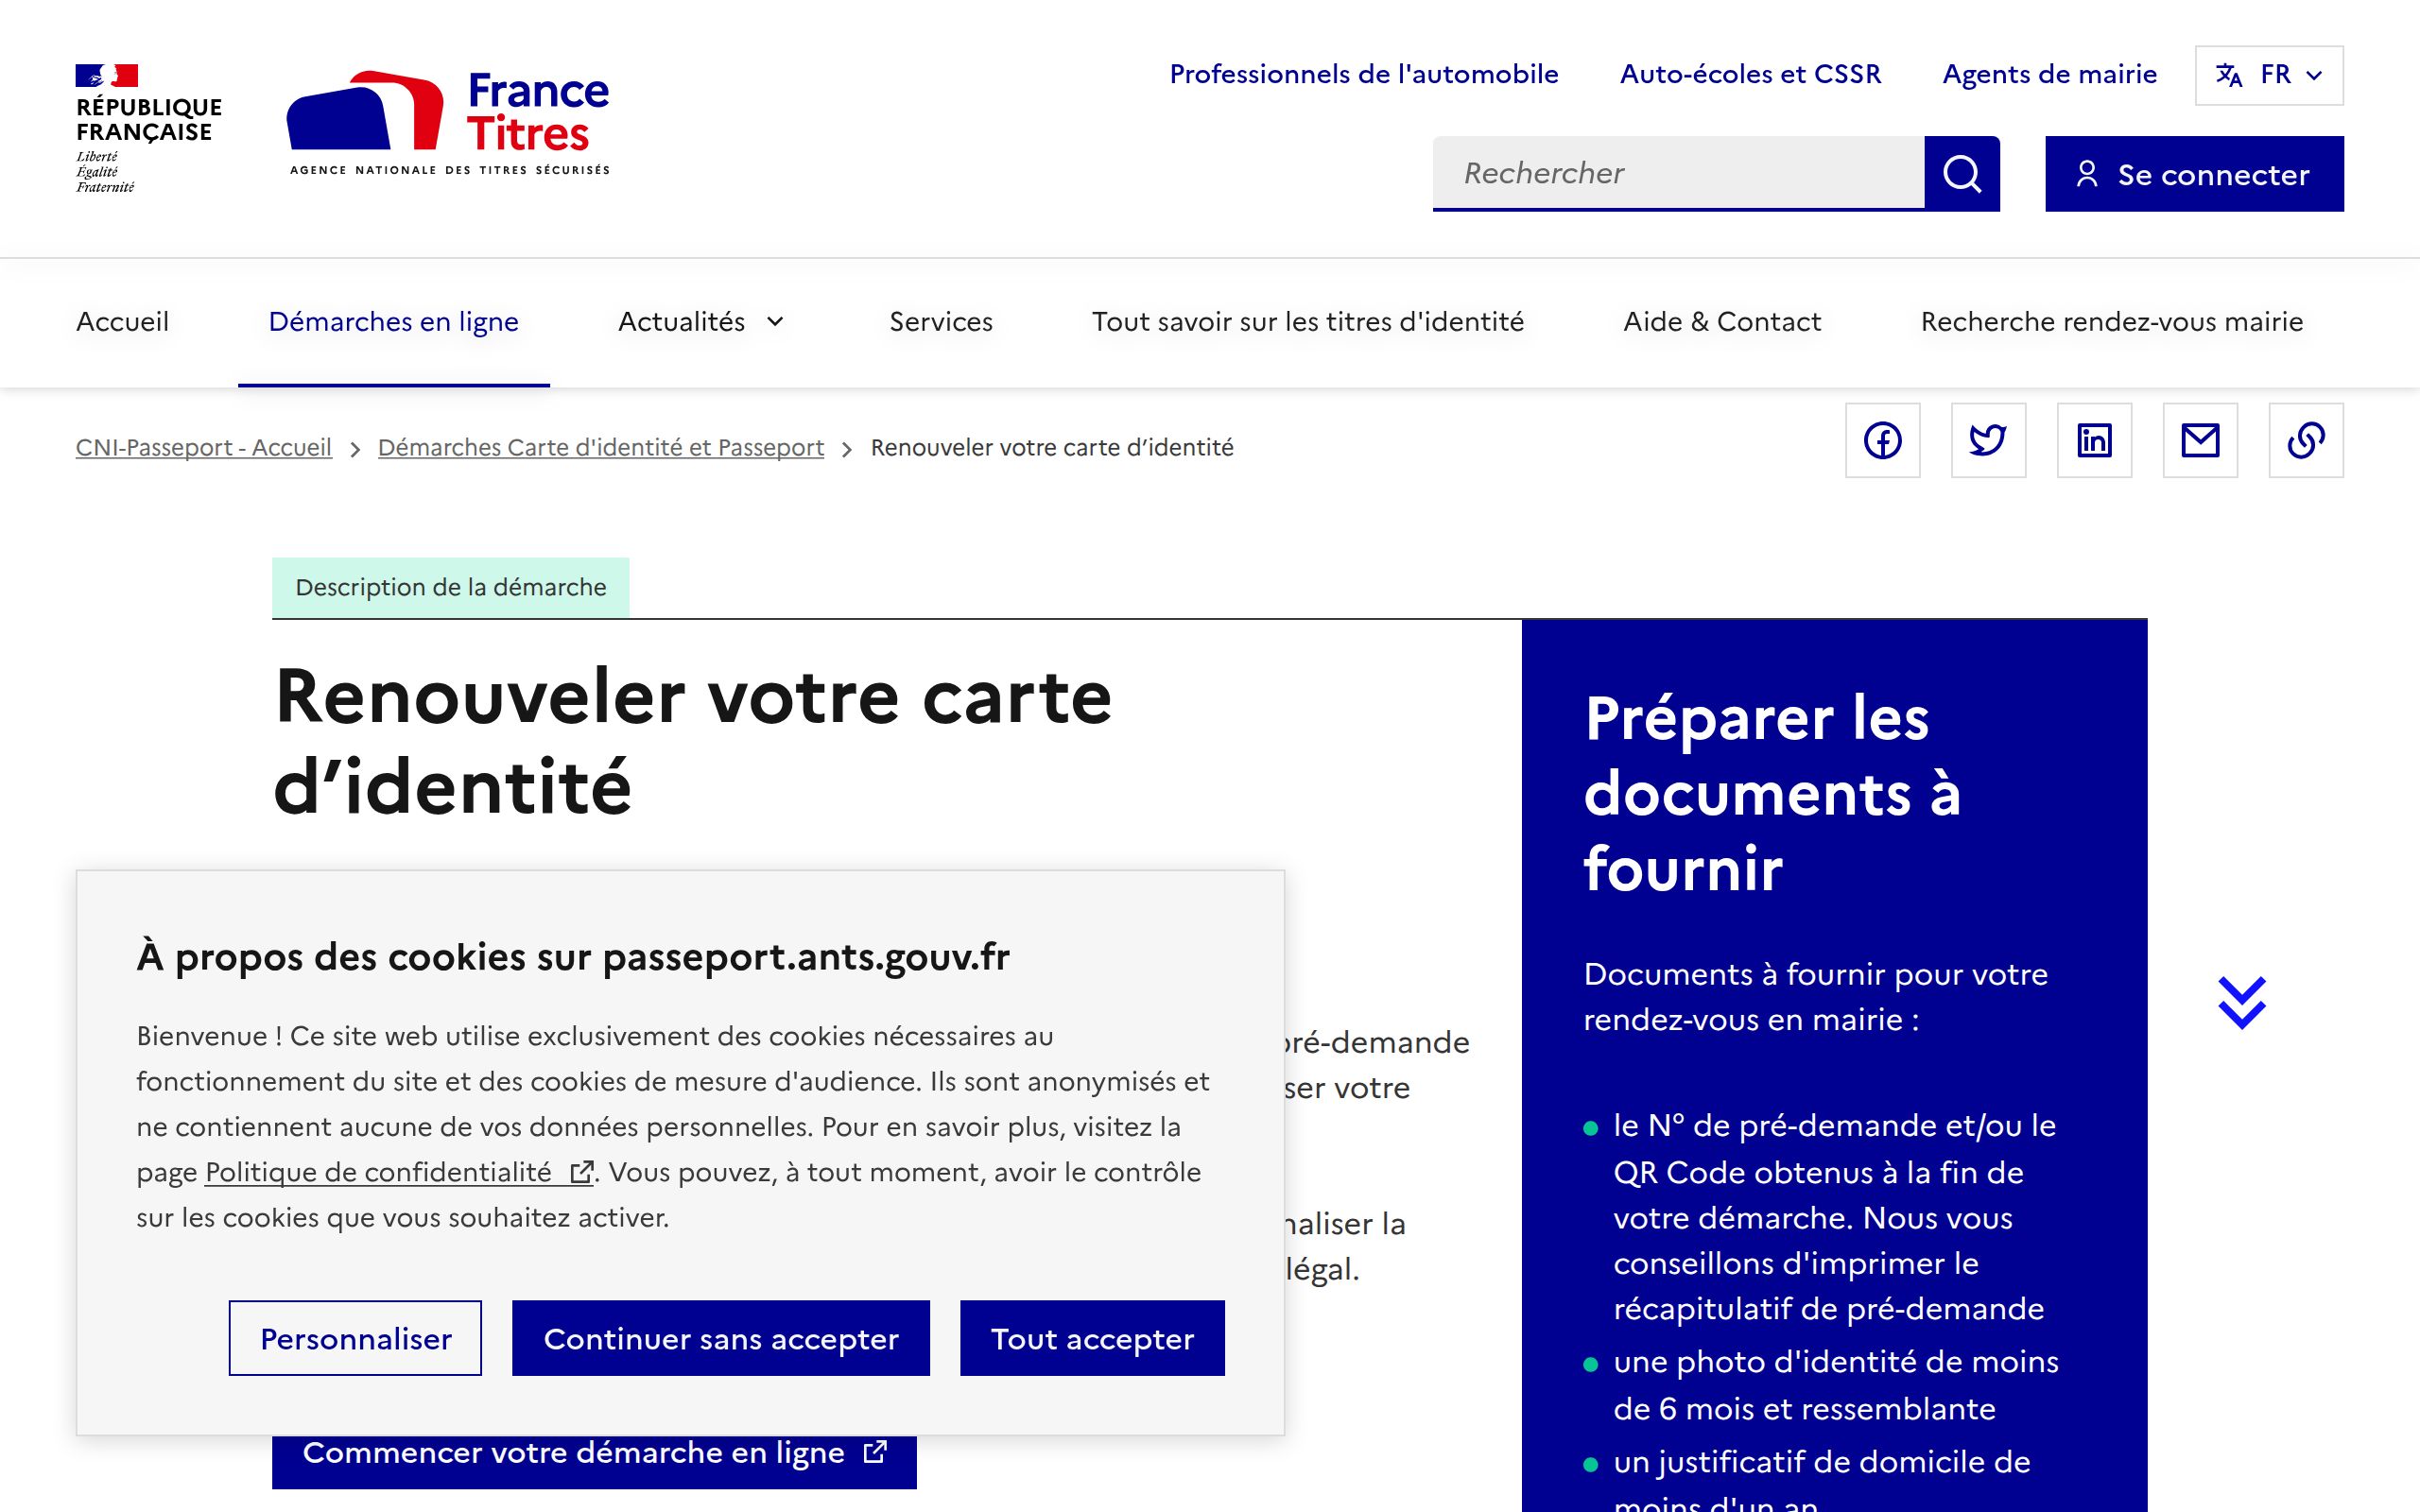 RÉPUBLIQUE
FRANÇAISE
Liberté
Égalité
Fraternité
France
Titres
AGENCE NATIONALE DES TITRES SÉCURISÉS
Professionnels de l'automobile
Auto-écoles et CSSR
Agents de mairie
FR
Rechercher
Se connecter
Accueil
Démarches en ligne
Actualités
Services
Tout savoir sur les titres d'identité
Aide & Contact
Recherche rendez-vous mairie
CNI-Passeport - Accueil
Démarches Carte d'identité et Passeport
Renouveler votre carte d’identité
Description de la démarche
Renouveler votre carte
d’identité
pré-demande
votre
la
légal.
À propos des cookies sur passeport.ants.gouv.fr
Bienvenue ! Ce site web utilise exclusivement des cookies nécessaires au
fonctionnement du site et des cookies de mesure d'audience. Ils sont anonymisés et
ne contiennent aucune de vos données personnelles. Pour en savoir plus, visitez la
page Politique de confidentialité . Vous pouvez, à tout moment, avoir le contrôle
sur les cookies que vous souhaitez activer.
Personnaliser
Continuer sans accepter
Tout accepter
Commencer votre démarche en ligne
Préparer les
documents à
fournir
Documents à fournir pour votre
rendez-vous en mairie :
le N° de pré-demande et/ou le
QR Code obtenus à la fin de
votre démarche. Nous vous
conseillons d'imprimer le
récapitulatif de pré-demande
une photo d'identité de moins
de 6 mois et ressemblante
un justificatif de domicile de
moins d'un an